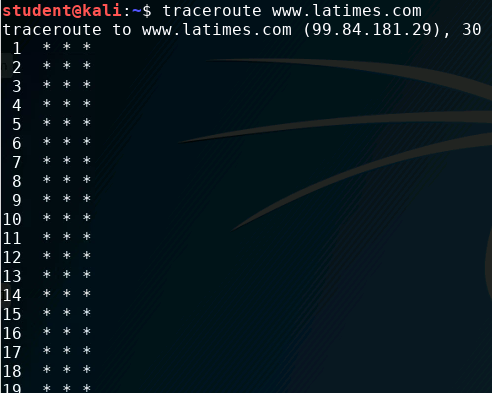 student@kali:~$ traceroute www.latimes.com
traceroute to www.latimes.com (99.84.181.29), 30
1 * * *
2 * * *
3 * * *
4 * * *
5 * * *
6 * * *
7 * * *
8 * * *
9 * * *
10 * * *
11 * * *
12 * * *
13 * * *
14 * * *
15 * * *
16 * * *
17 * * *
18 * * *
19 * * *